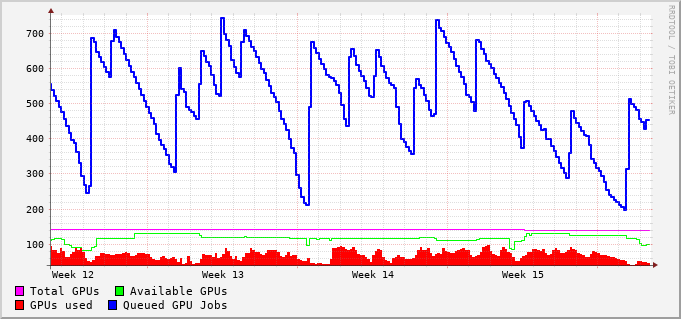 700
600
500
400
300
200
100
Week 12 Week 13 Week 14 Week 15
Total GPUs Available GPUs
GPUs used Queued GPU Jobs
RRDTOOL / TOBI OETIKER